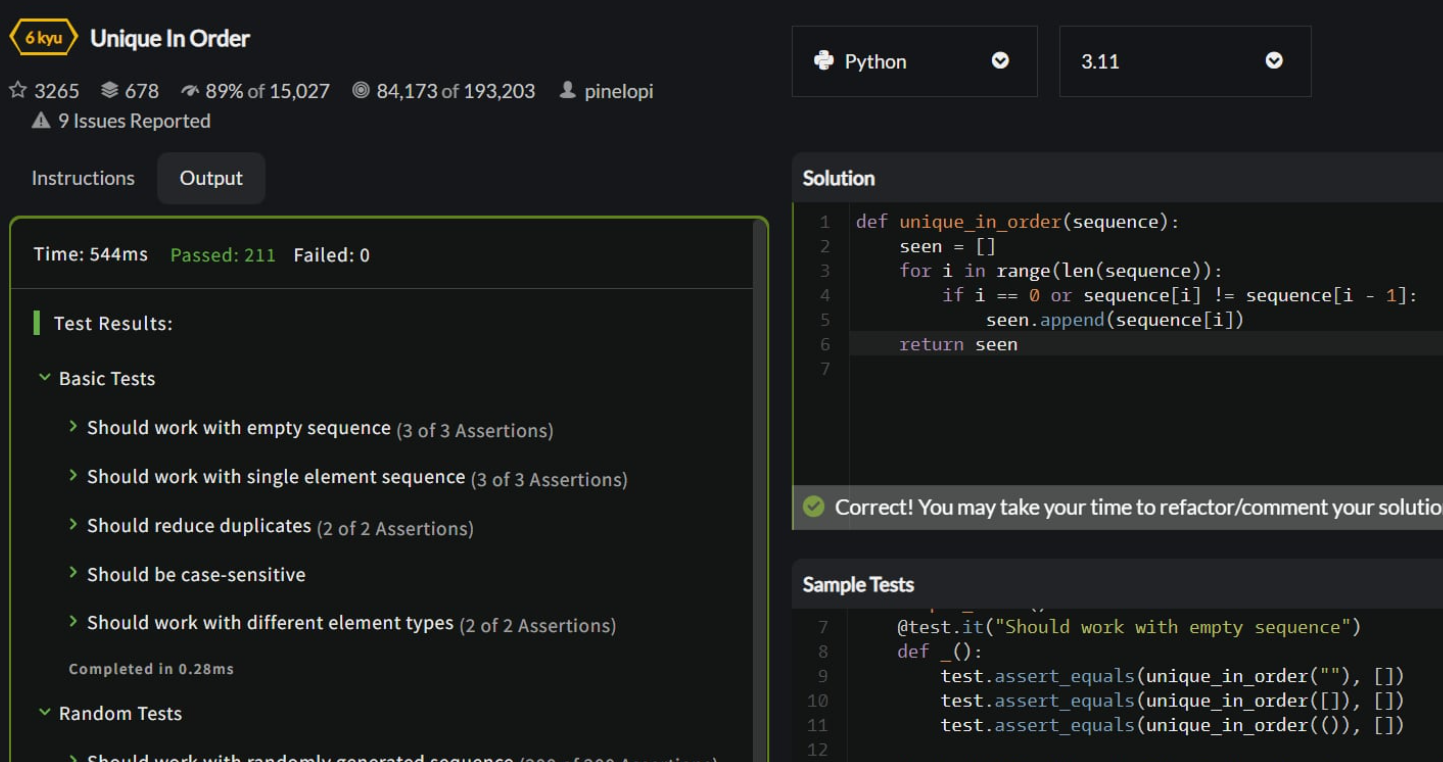 6 kyu Unique In Order
3265 678 89% of 15,027 84,173 of 193,203 pinelopi
9 Issues Reported
Instructions Output
Time: 544ms Passed: 211 Failed: 0
Test Results:
Basic Tests
Should work with empty sequence (3 of 3 Assertions)
Should work with single element sequence (3 of 3 Assertions)
Should reduce duplicates (2 of 2 Assertions)
Should be case-sensitive
Should work with different element types (2 of 2 Assertions)
Completed in 0.28ms
Random Tests
Should work with randomly generated sequence (200 of 200 Assertions)
Python 3.11
Solution
1 def unique_in_order(sequence):
2 seen = []
3 for i in range(len(sequence)):
4 if i == 0 or sequence[i] != sequence[i - 1]:
5 seen.append(sequence[i])
6 return seen
7
Correct! You may take your time to refactor/comment your solutio
Sample Tests
7 @test.it("Should work with empty sequence")
8 def _():
9 test.assert_equals(unique_in_order(""), [])
10 test.assert_equals(unique_in_order([]), [])
11 test.assert_equals(unique_in_order(()), [])
12